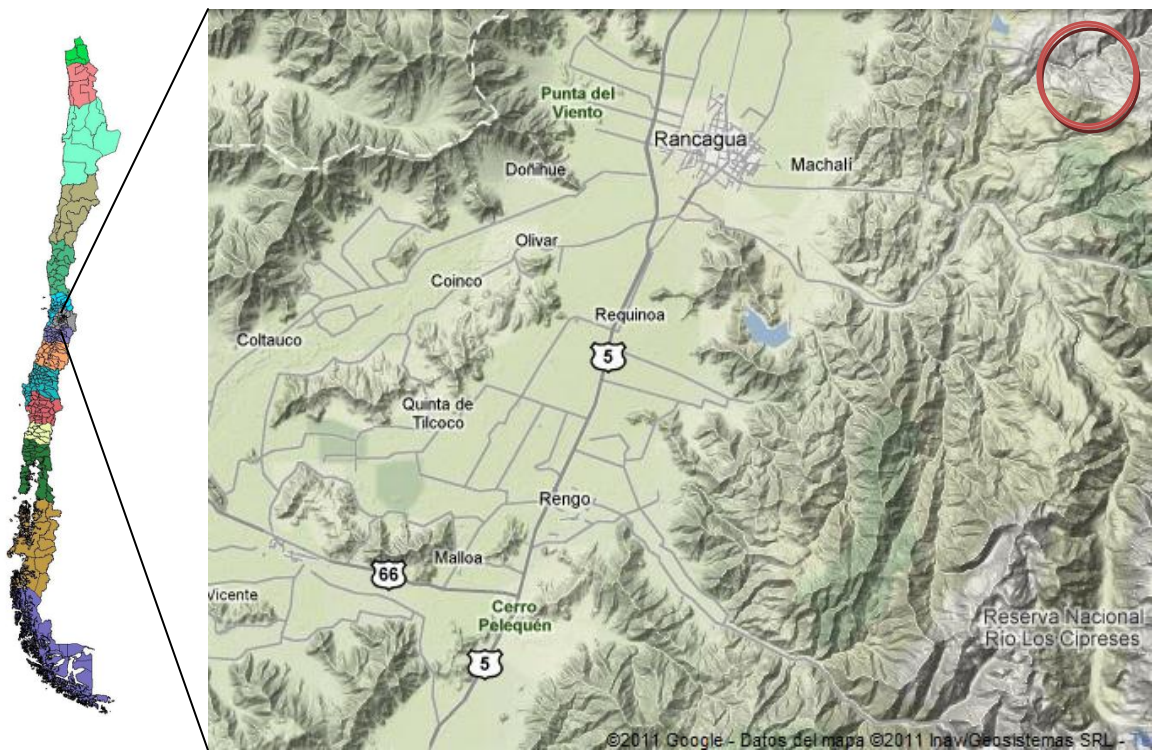 Punta del
Viento
Rancagua
Machalí
Doñihue
Olivar
Coinco
Requinoa
Coltauco
5
Quinta de
Tilcoco
Rengo
Malloa
66
Vicente
Cerro
Pelequén
Reserva Nacional
Río Los Cipreses
5
©2011 Google - Datos del mapa ©2011 Inav/Geosistemas SRL -